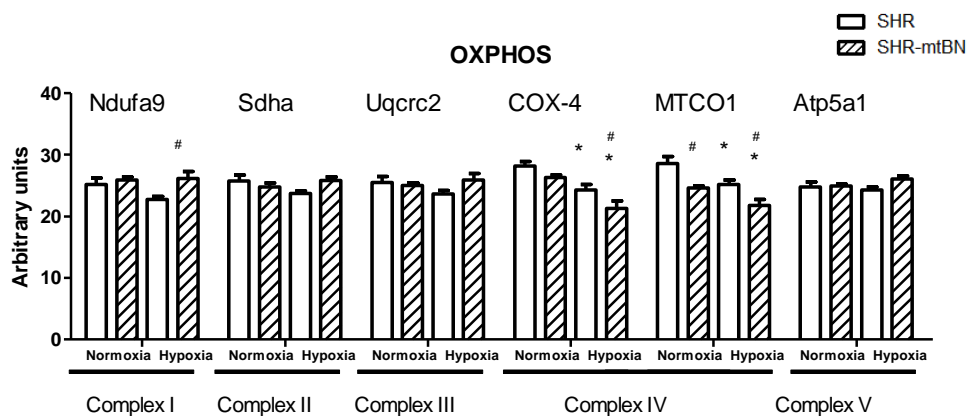 SHR
SHR-mtBN
OXPHOS
Ndufa9 Sdha Uqcrc2 COX-4 MTCO1 Atp5a1
40
30
20
10
0
Arbitrary units
# * # * # * # *
Normoxia Hypoxia Normoxia Hypoxia Normoxia Hypoxia Normoxia Hypoxia Normoxia Hypoxia Normoxia Hypoxia
Complex I Complex II Complex III Complex IV Complex V